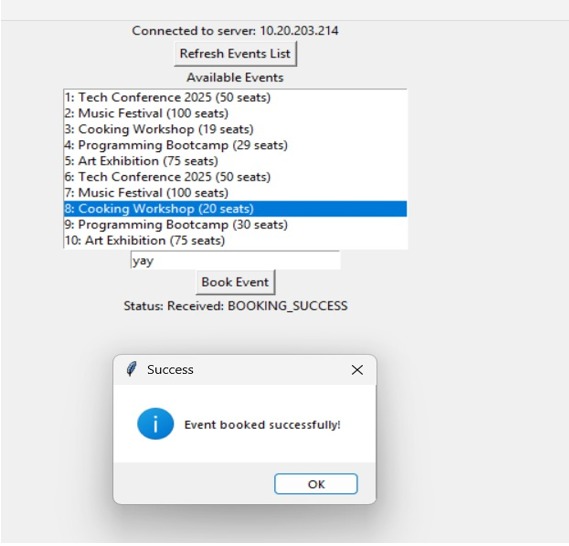 Connected to server: 10.20.203.214
Refresh Events List
Available Events
1: Tech Conference 2025 (50 seats)
2: Music Festival (100 seats)
3: Cooking Workshop (19 seats)
4: Programming Bootcamp (29 seats)
5: Art Exhibition (75 seats)
6: Tech Conference 2025 (50 seats)
7: Music Festival (100 seats)
8: Cooking Workshop (20 seats)
9: Programming Bootcamp (30 seats)
10: Art Exhibition (75 seats)
yay
Book Event
Status: Received: BOOKING_SUCCESS
Success
Event booked successfully!
OK